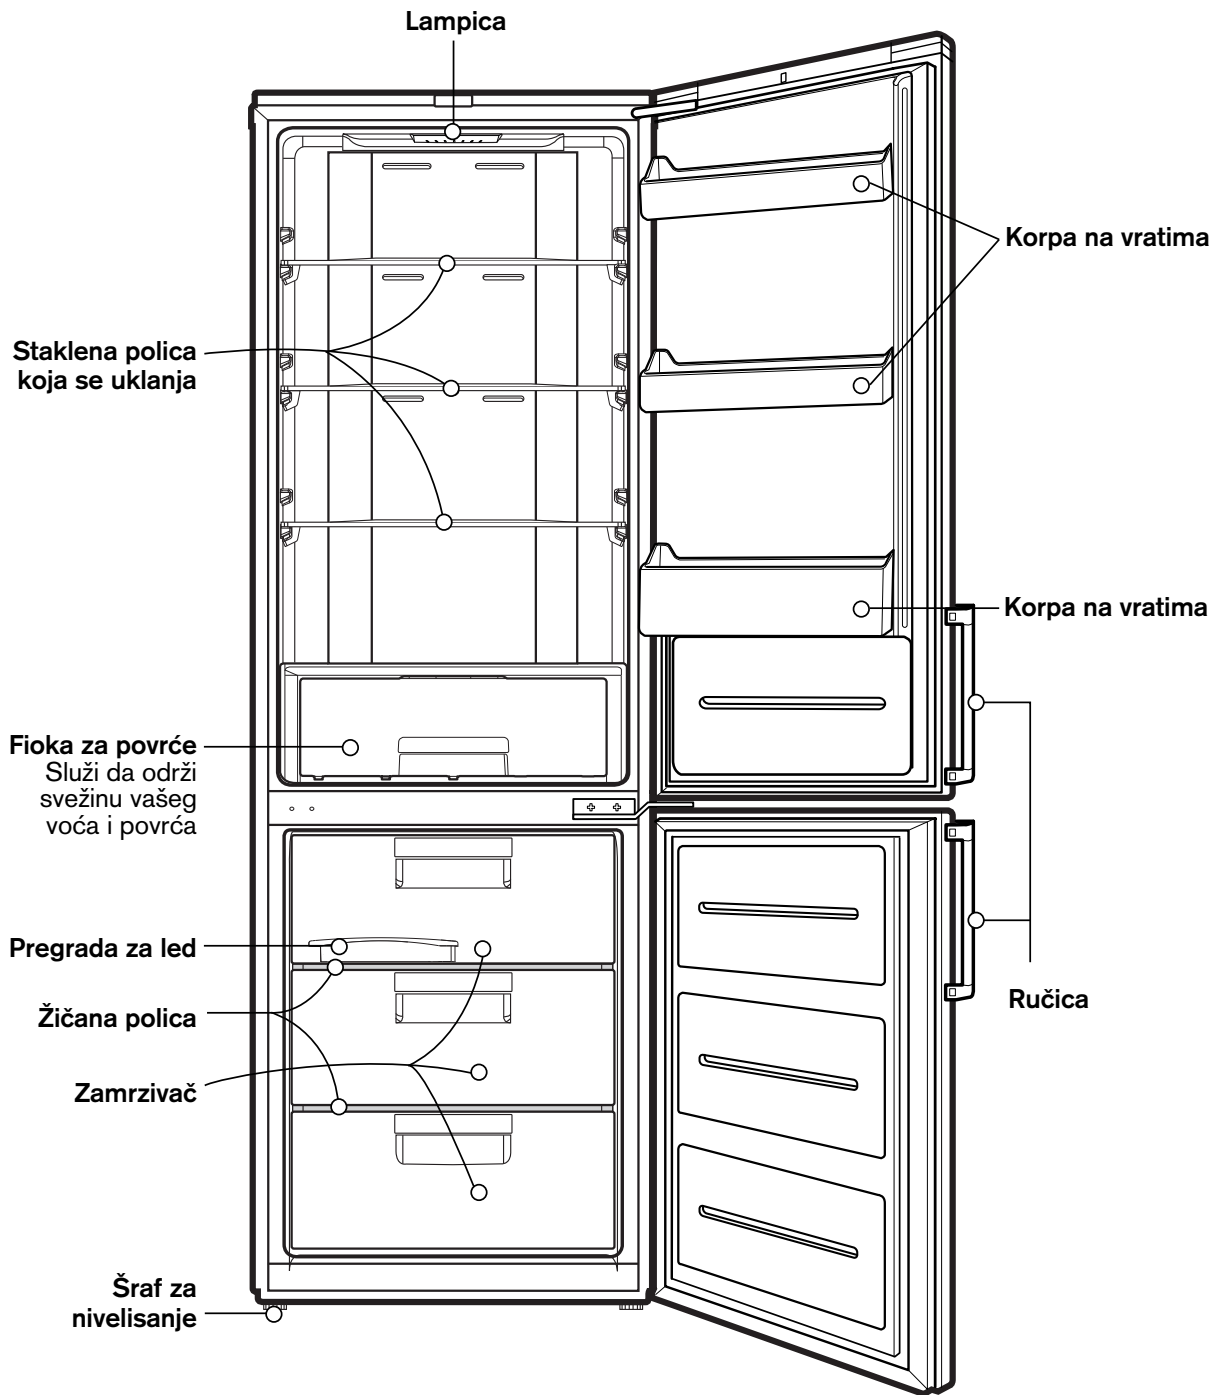 Lampica
Korpa na vratima
Staklena polica
koja se uklanja
Korpa na vratima
Fioka za povrće
Služi da održi
svežinu vašeg
voća i povrća
Pregrada za led
Žičana polica
Ručica
Zamrzivač
Šraf za
nivelisanje